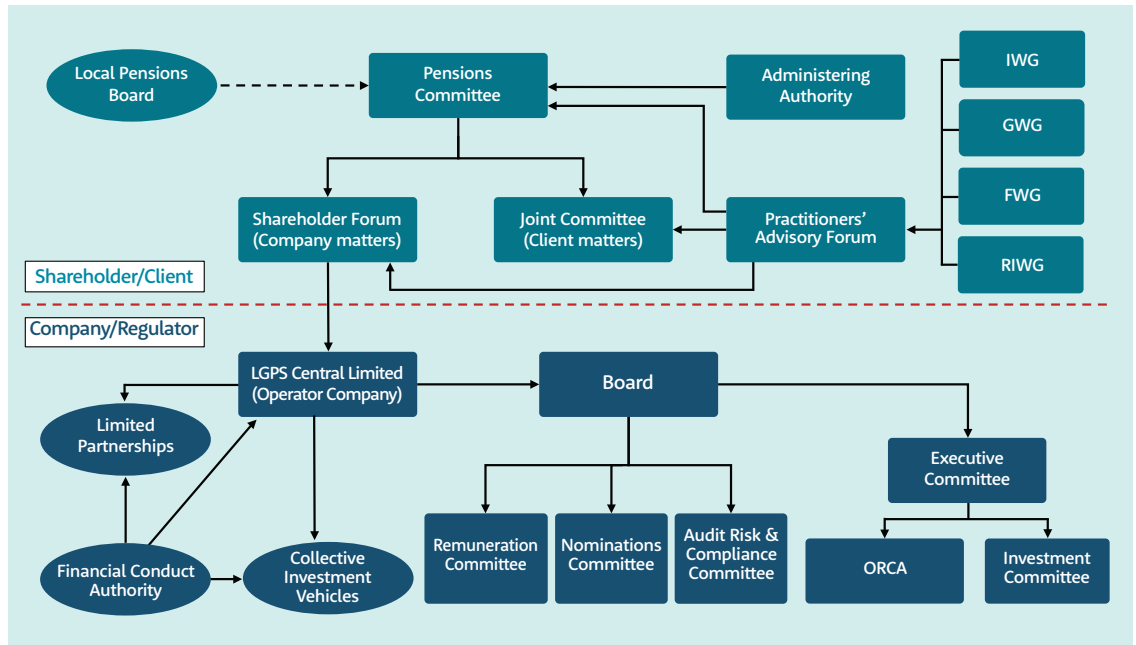 Local Pensions
Board
Pensions
Committee
Administering
Authority
IWG
GWG
FWG
RIWG
Shareholder Forum
(Company matters)
Joint Committee
(Client matters)
Practitioners’
Advisory Forum
Shareholder/Client
Company/Regulator
LGPS Central Limited
(Operator Company)
Board
Limited
Partnerships
Executive
Committee
Financial Conduct
Authority
Collective
Investment
Vehicles
Remuneration
Committee
Nominations
Committee
Audit Risk &
Compliance
Committee
ORCA
Investment
Committee